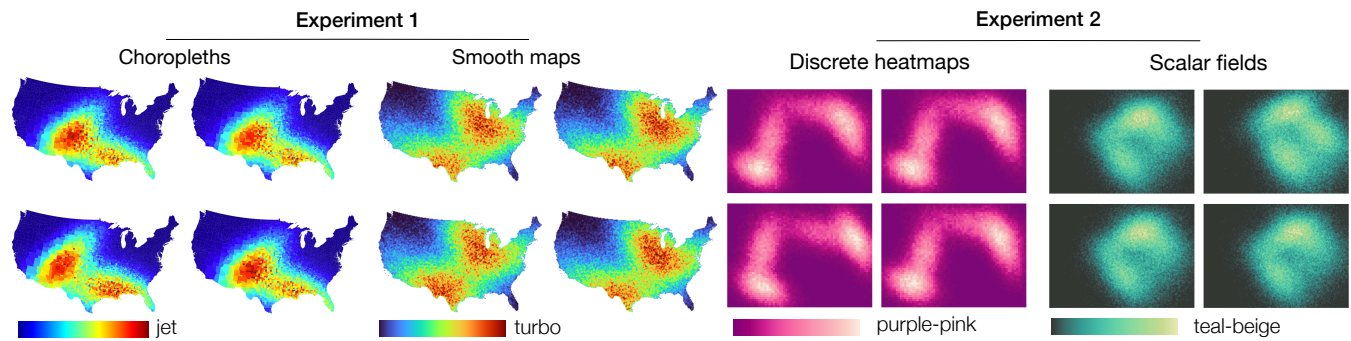 Experiment 1
Experiment 2
Choropleths
Smooth maps
Discrete heatmaps
Scalar fields
jet
turbo
purple-pink
teal-beige